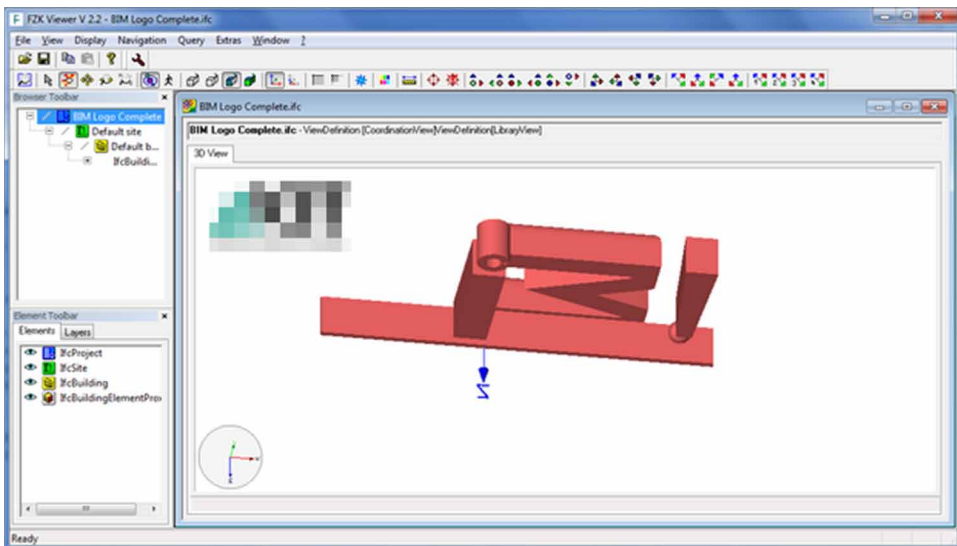 FZK Viewer V 2.2 - BIM Logo Complete.ifc
File View Display Navigation Query Extras Window ?
Browser Toolbar
BIM Logo Complete
Default site
Default b...
IfcBuildi...
BIM Logo Complete.ifc
BIM Logo Complete.ifc - ViewDefinition [CoordinationView]ViewDefinition[LibraryView]
3D View
Element Toolbar
Elements Layers
IfcProject
IfcSite
IfcBuilding
IfcBuildingElementProx
Z
Ready